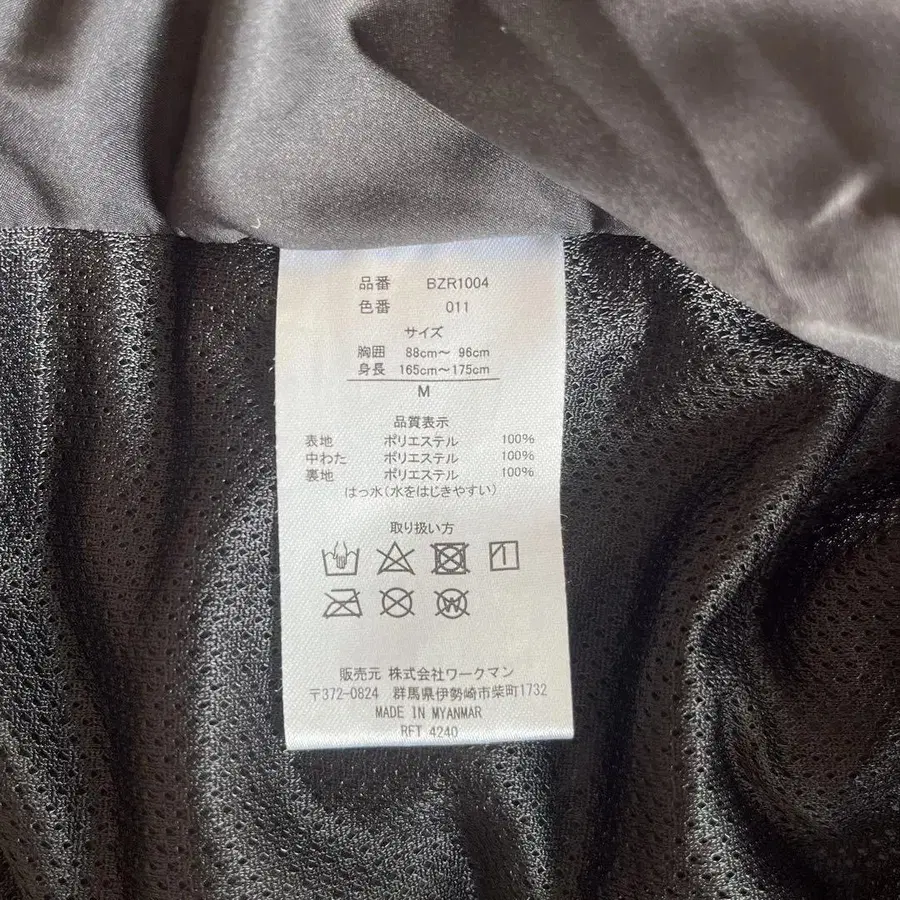 品番 BZR1004
色番 011
サイズ
胸囲 88cm〜 96cm
身長 165cm〜175cm
M
品質表示
表地 ポリエステル 100%
中わた ポリエステル 100%
裏地 ポリエステル 100%
はっ水(水をはじきやすい)
取り扱い方
W
販売元 株式会社ワークマン
〒372-0824 群馬県伊勢崎市柴町1732
MADE IN MYANMAR
RFT 4240